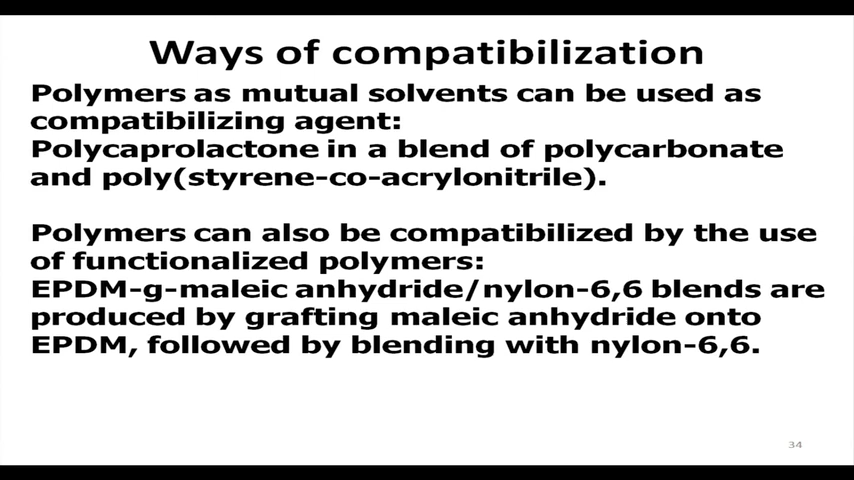 Ways of compatibilization
Polymers as mutual solvents can be used as
compatibilizing agent:
Polycaprolactone in a blend of polycarbonate
and poly(styrene-co-acrylonitrile).
Polymers can also be compatibilized by the use
of functionalized polymers:
EPDM-g-maleic anhydride/nylon-6,6 blends are
produced by grafting maleic anhydride onto
EPDM, followed by blending with nylon-6,6.
34